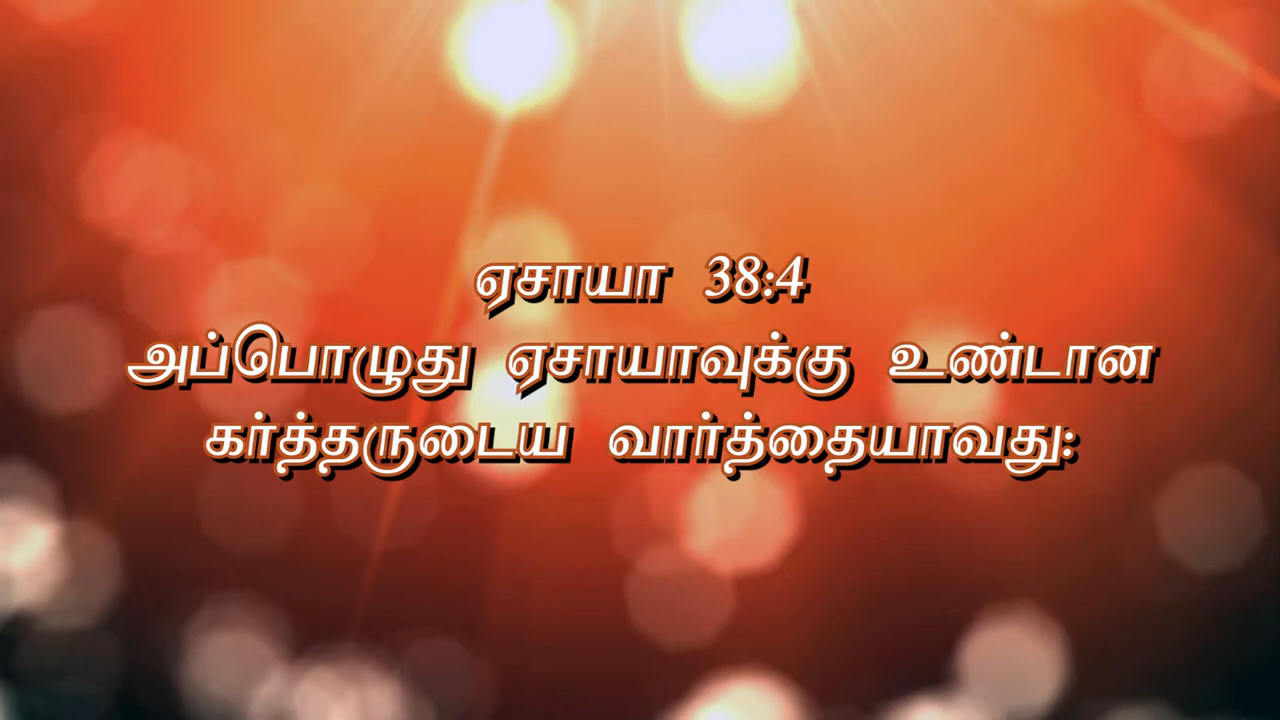 ஏசாயா 38:4
அப்பொழுது ஏசாயாவுக்கு உண்டான
கர்த்தருடைய வார்த்தையாவது: